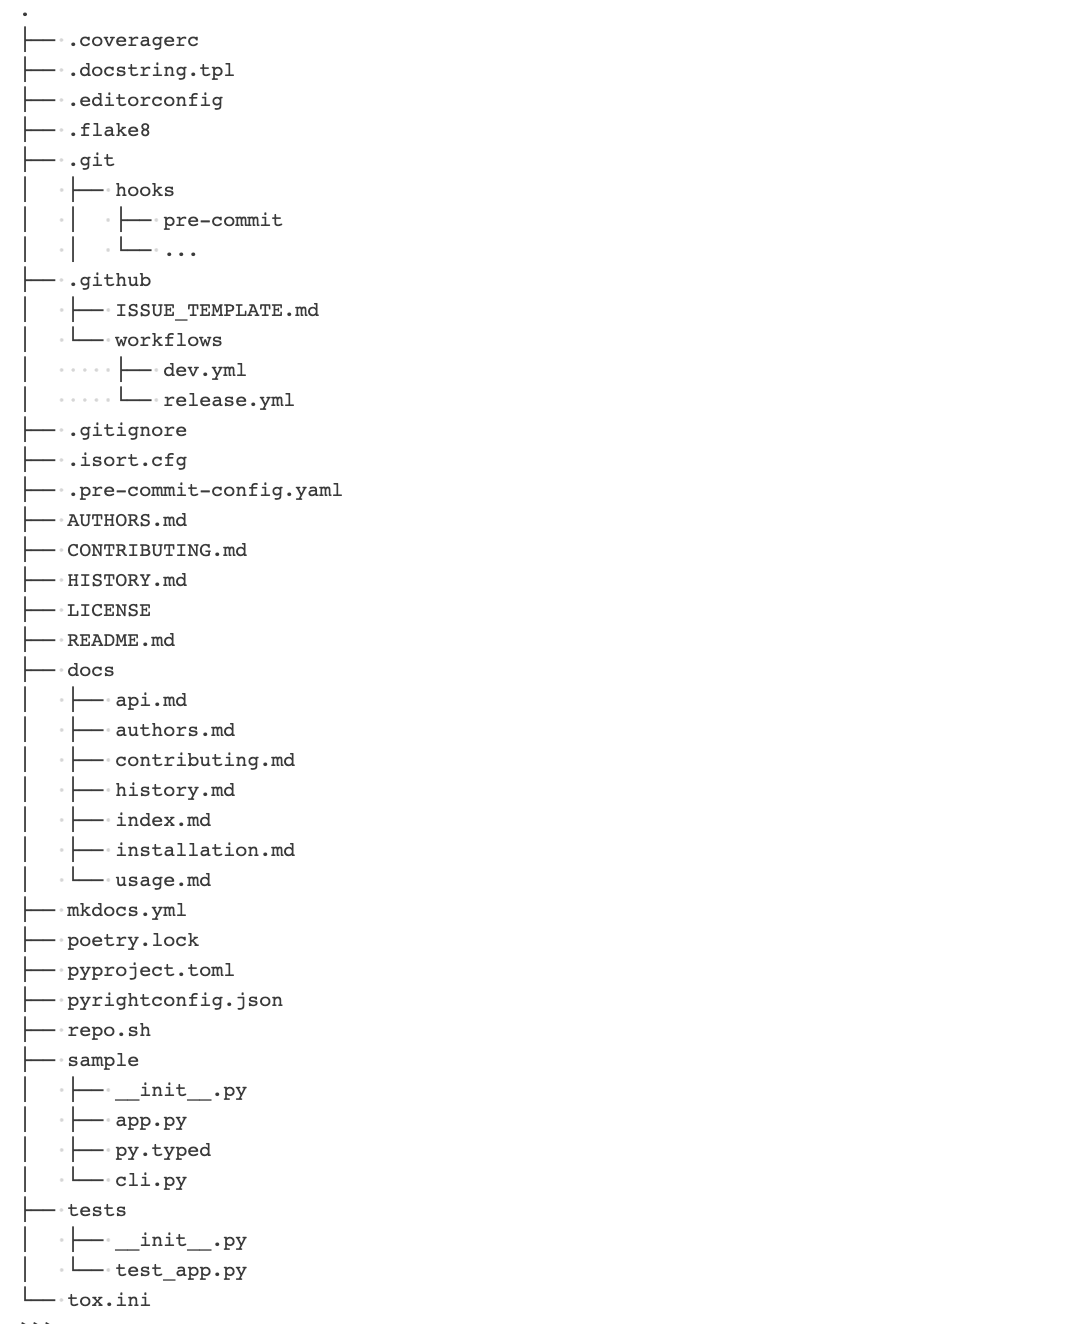 .
├── .coveragerc
├── .docstring.tpl
├── .editorconfig
├── .flake8
├── .git
│   ├── hooks
│   │   ├── pre-commit
│   │   └── ...
├── .github
│   ├── ISSUE_TEMPLATE.md
│   └── workflows
│       ├── dev.yml
│       └── release.yml
├── .gitignore
├── .isort.cfg
├── .pre-commit-config.yaml
├── AUTHORS.md
├── CONTRIBUTING.md
├── HISTORY.md
├── LICENSE
├── README.md
├── docs
│   ├── api.md
│   ├── authors.md
│   ├── contributing.md
│   ├── history.md
│   ├── index.md
│   ├── installation.md
│   └── usage.md
├── mkdocs.yml
├── poetry.lock
├── pyproject.toml
├── pyrightconfig.json
├── repo.sh
├── sample
│   ├── __init__.py
│   ├── app.py
│   ├── py.typed
│   └── cli.py
├── tests
│   ├── __init__.py
│   └── test_app.py
└── tox.ini